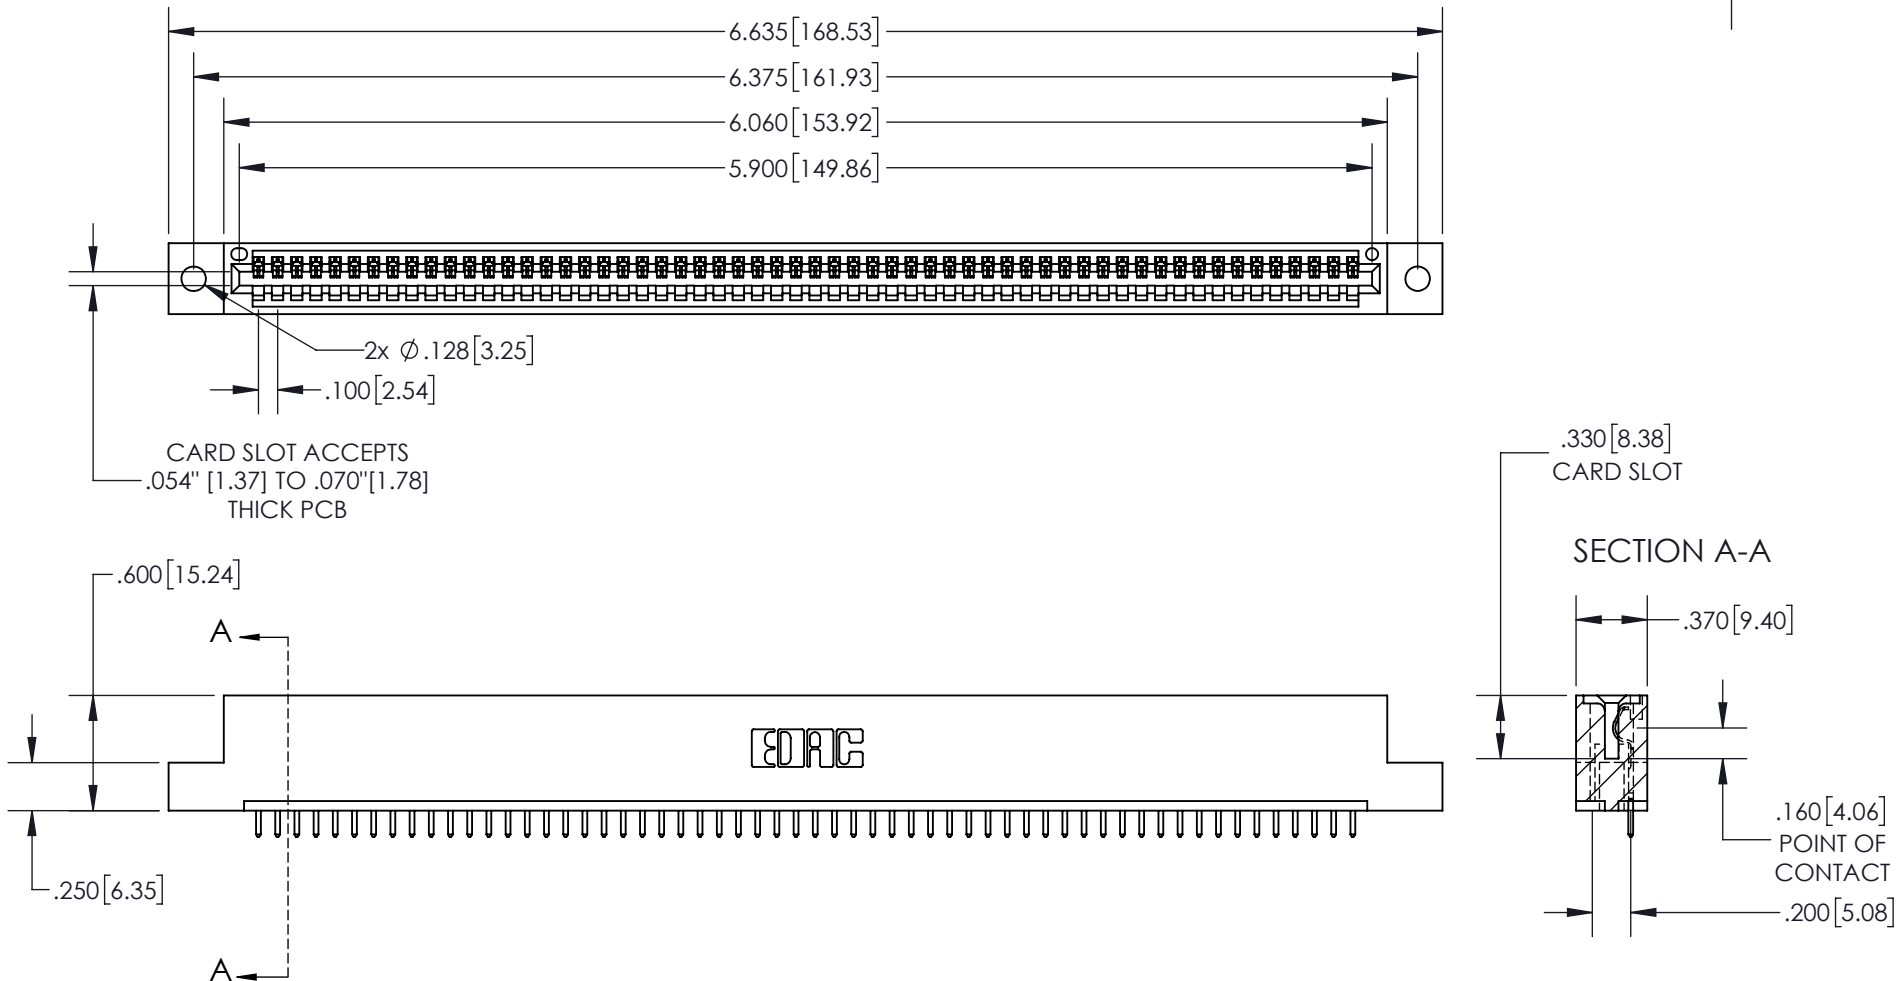 6.635[168.53]
6.375[161.93]
6.060[153.92]
5.900[149.86]
2x Ø.128[3.25]
.100[2.54]
CARD SLOT ACCEPTS
.054" [1.37] TO .070"[1.78]
THICK PCB
.330[8.38]
CARD SLOT
SECTION A-A
.600[15.24]
.370[9.40]
A
EDAC
.160[4.06]
POINT OF
CONTACT
.250[6.35]
.200[5.08]
A